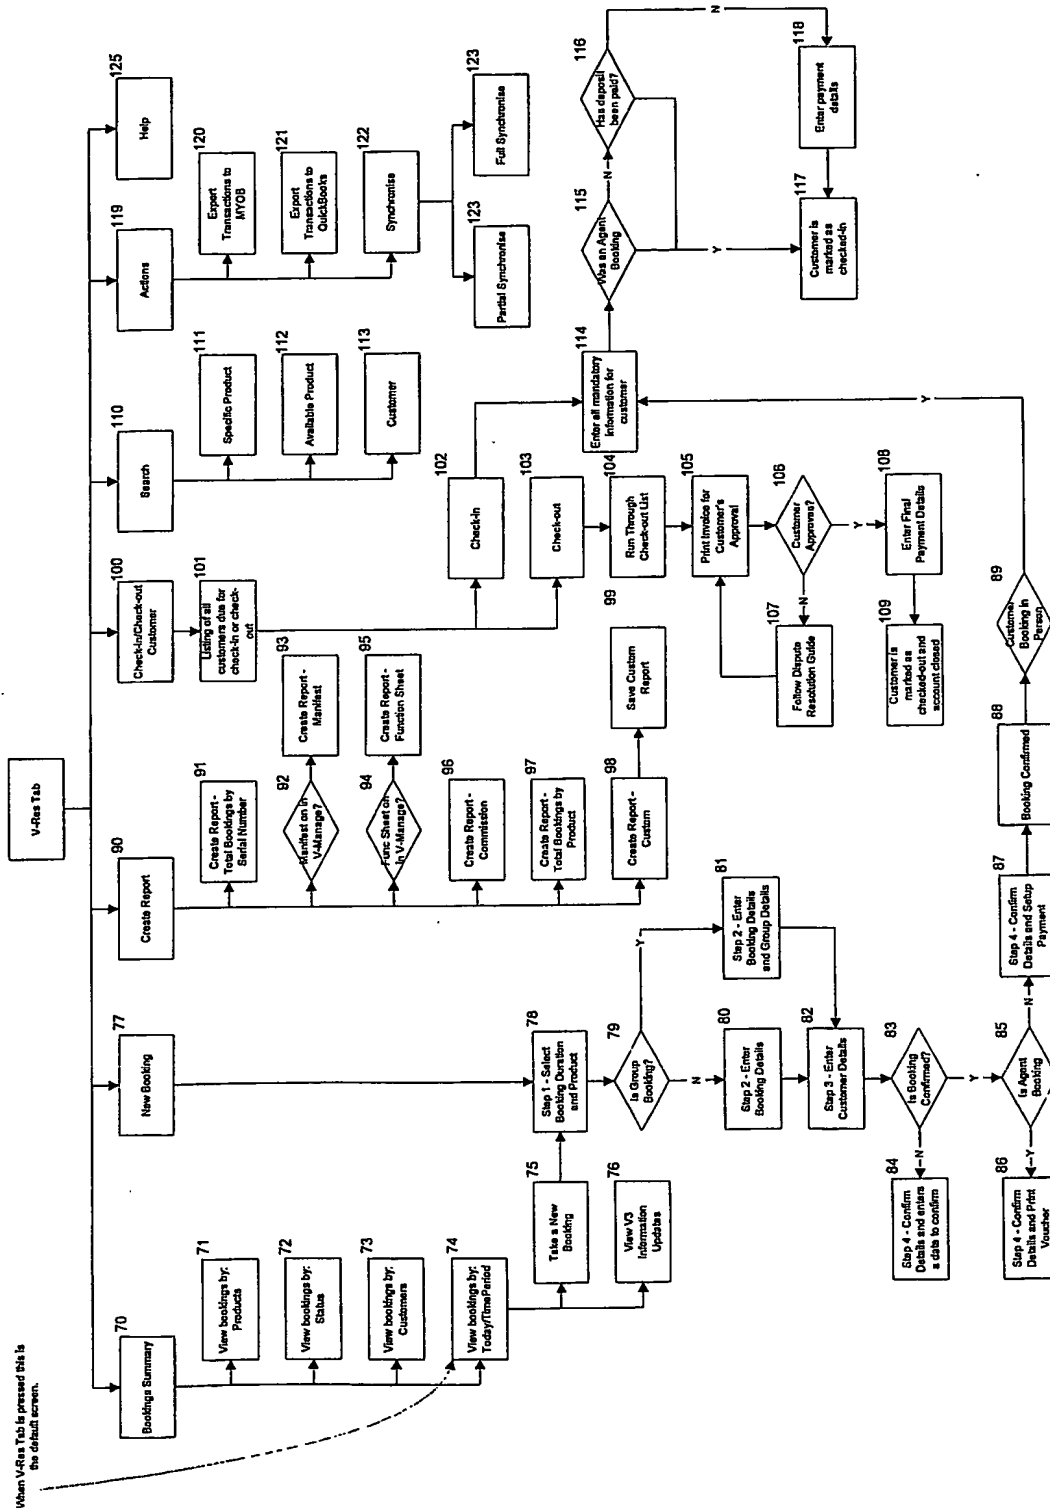 When V-Res Tab is pressed this is
the default screen.
V-Res Tab
70
Bookings Summary
71
View bookings by:
Products
72
View bookings by:
Status
73
View bookings by:
Customers
74
View bookings by:
Today/TimePeriod
75
Take a New
Booking
76
View V3
Information
Updates
77
New Booking
78
Step 1 - Select
Booking Duration
and Product
79
Is Group
Booking?
Y
N
80
Step 2 - Enter
Booking Details
81
Step 2 - Enter
Booking Details
and Group Details
82
Step 3 - Enter
Customer Details
83
Is Booking
Confirmed?
N
Y
84
Step 4 - Confirm
Details and enters
a date to confirm
85
Is Agent
Booking
Y
N
86
Step 4 - Confirm
Details and Print
Voucher
87
Step 4 - Confirm
Details and Setup
Payment
88
Booking Confirmed
89
Customer
Booking in
Person
Y
90
Create Report
91
Create Report -
Total Bookings by
Serial Number
92
Manifest on in
V-Manage?
93
Create Report -
Manifest
94
Func Sheet on
in V-Manage?
95
Create Report -
Function Sheet
96
Create Report -
Commission
97
Create Report -
Total Bookings by
Product
98
Create Report -
Custom
99
Save Custom
Report
100
Check-in/Check-out
Customer
101
Listing of all
customers due for
check-in or check-
out
102
Check-in
103
Check-out
104
Run Through
Check-out List
105
Print Invoice for
Customer's
Approval
106
Customer
Approves?
N
Y
107
Follow Dispute
Resolution Guide
108
Enter Final
Payment Details
109
Customer is
marked as
checked-out and
account closed
110
Search
111
Specific Product
112
Available Product
113
Customer
114
Enter all mandatory
information for
customer
115
Was an Agent
Booking
N
Y
116
Has deposit
been paid?
N
117
Customer is
marked as
checked-in
118
Enter payment
details
119
Actions
120
Export
Transactions to
MYOB
121
Export
Transactions to
QuickBooks
122
Synchronise
123
Partial Synchronise
123
Full Synchronise
125
Help